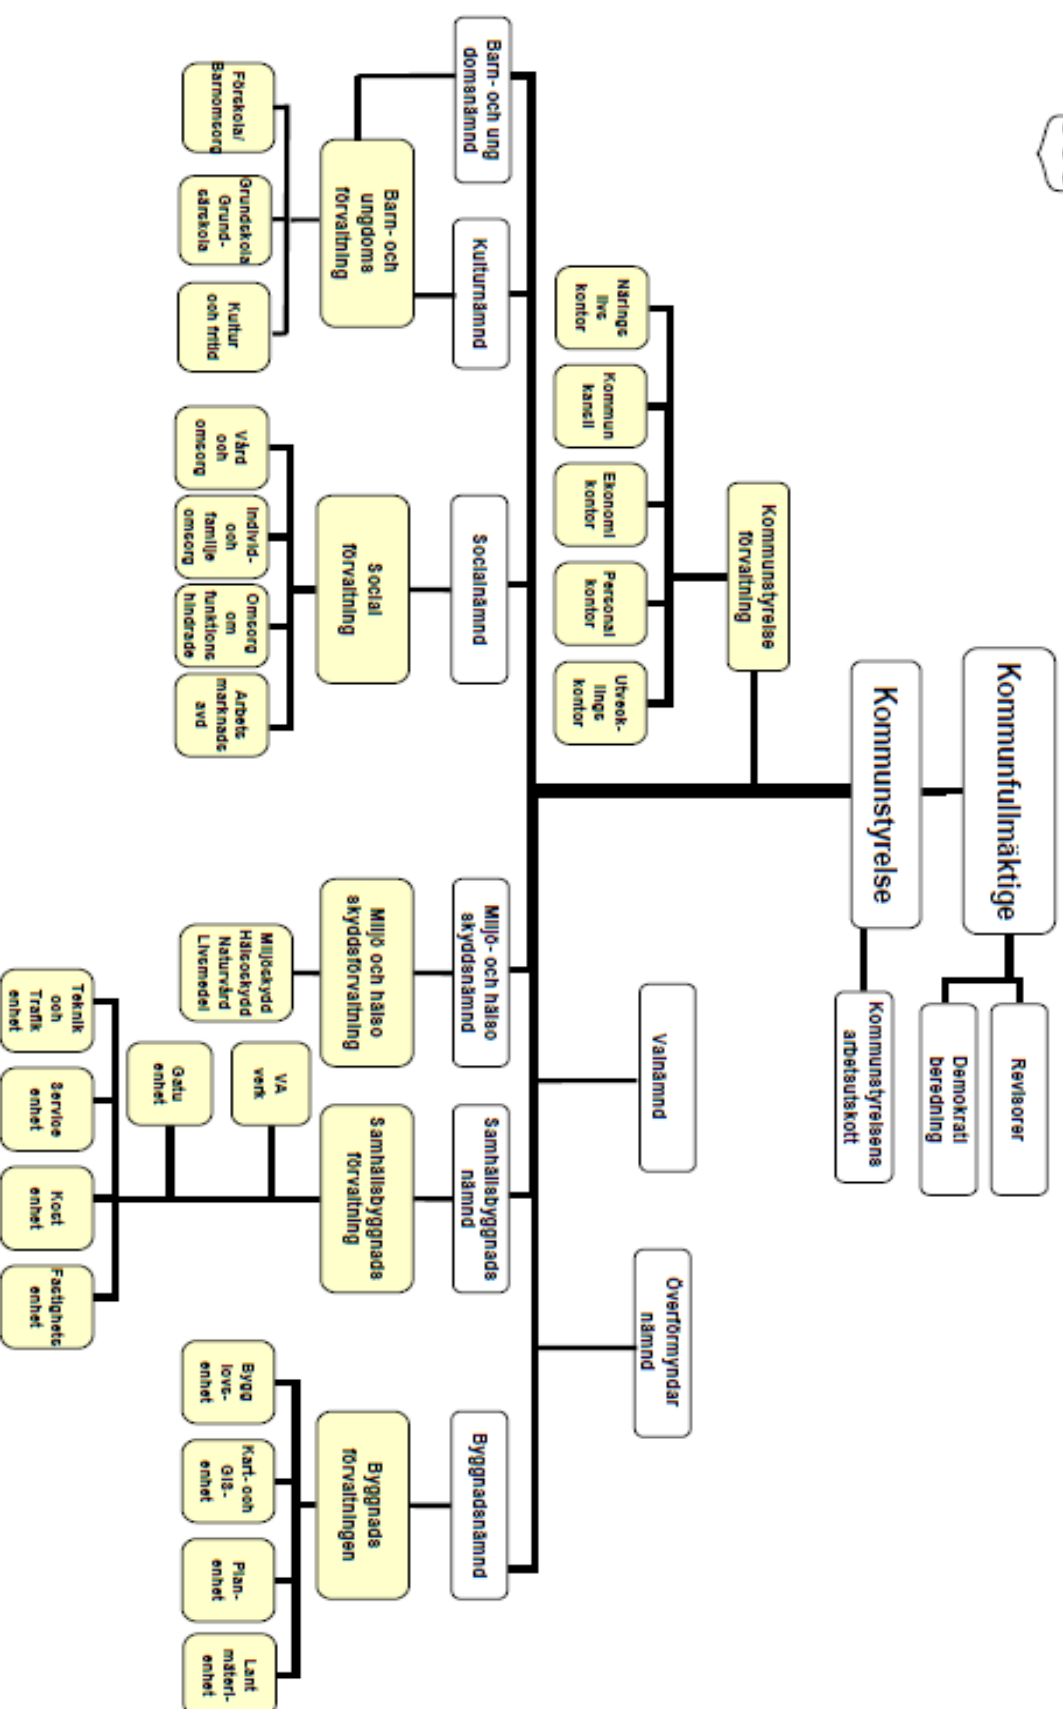 Kommunfullmäktige
Revisorer
Demokrati
beredning
Kommunstyrelse
Kommunstyrelsens
arbetsutskott
Kommunstyrelse
förvaltning
Närings
livs
kontor
Kommun
kansli
Ekonomi
kontor
Personal
kontor
Utveck-
lings
kontor
Valnämnd
Överförmyndar
nämnd
Barn- och ung
domsnämnd
Kulturnämnd
Socialnämnd
Miljö- och hälso
skyddsnämnd
Samhällsbyggnads
nämnd
Byggnadsnämnd
Barn- och
ungdoms
förvaltning
Social
förvaltning
Miljö och hälso
skyddsförvaltning
Samhällsbyggnads
förvaltning
Byggnads
förvaltningen
Förskola/
Barnomsorg
Grundskola
Grund-
särskola
Kultur
och fritid
Vård
och
omsorg
Individ-
och
familje
omsorg
Omsorg
om
funktions
hindrade
Arbets
marknads
avd
Miljöskydd
Hälsoskydd
Naturvård
Livsmedel
VA
verk
Gatu
enhet
Teknik
och
Trafik
enhet
Service
enhet
Kost
enhet
Fastighets
enhet
Bygg
lovs-
enhet
Kart- och
GIS-
enhet
Plan-
enhet
Lant
mäteri-
enhet